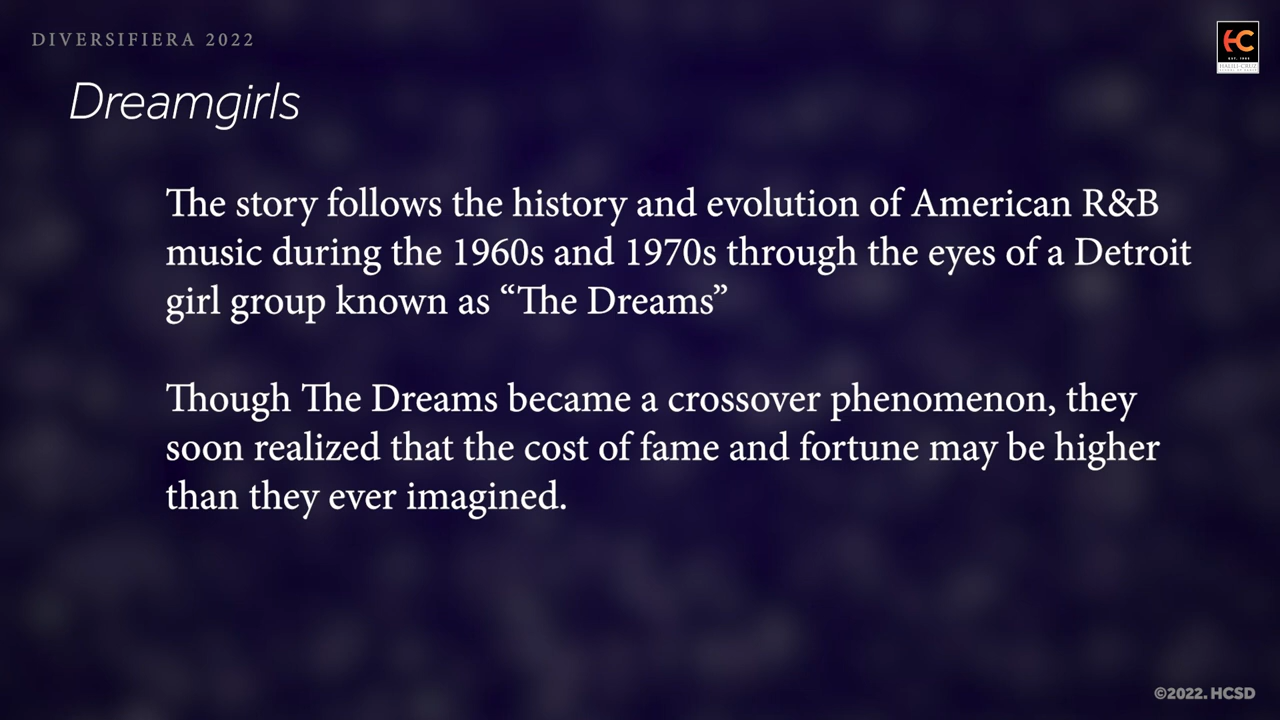 DIVERSIFIERA 2022
HC
Dreamgirls
The story follows the history and evolution of American R&B
music during the 1960s and 1970s through the eyes of a Detroit
girl group known as “The Dreams”
Though The Dreams became a crossover phenomenon, they
soon realized that the cost of fame and fortune may be higher
than they ever imagined.
©2022. HCSD